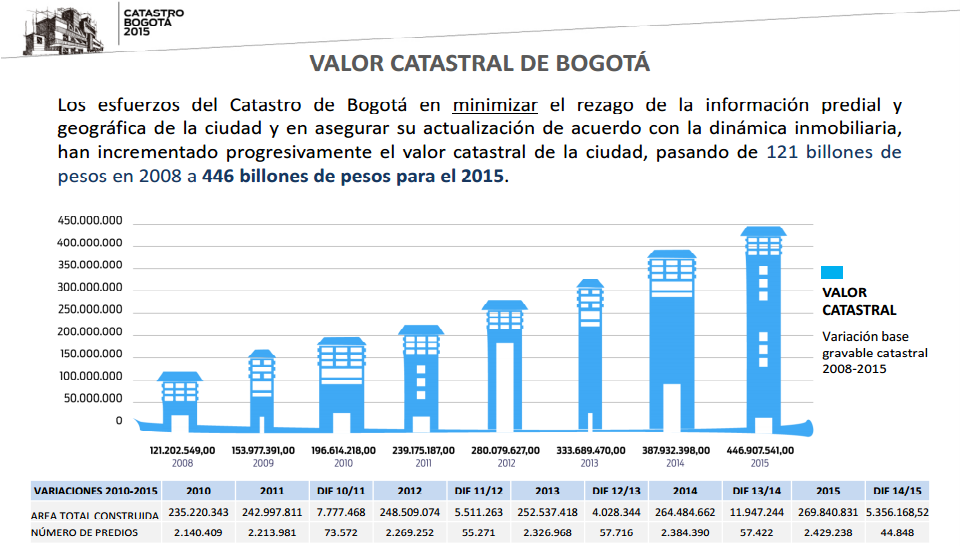 CATASTRO
BOGOTÁ
2015
VALOR CATASTRAL DE BOGOTÁ
Los esfuerzos del Catastro de Bogotá en minimizar el rezago de la información predial y
geográfica de la ciudad y en asegurar su actualización de acuerdo con la dinámica inmobiliaria,
han incrementado progresivamente el valor catastral de la ciudad, pasando de 121 billones de
pesos en 2008 a 446 billones de pesos para el 2015.
450.000.000
400.000.000
350.000.000
300.000.000
250.000.000
200.000.000
150.000.000
100.000.000
50.000.000
0
121.202.549,00 153.977.391,00 196.614.218,00 239.175.187,00 280.079.627,00 333.689.470,00 387.932.398,00 446.907.541,00
2008 2009 2010 2011 2012 2013 2014 2015
VALOR
CATASTRAL
Variación base
gravable catastral
2008-2015
VARIACIONES 2010-2015 2010 2011 DIF 10/11 2012 DIF 11/12 2013 DIF 12/13 2014 DIF 13/14 2015 DIF 14/15
AREA TOTAL CONSTRUIDA 235.220.343 242.997.811 7.777.468 248.509.074 5.511.263 252.537.418 4.028.344 264.484.662 11.947.244 269.840.831 5.356.168,52
NÚMERO DE PREDIOS 2.140.409 2.213.981 73.572 2.269.252 55.271 2.326.968 57.716 2.384.390 57.422 2.429.238 44.848